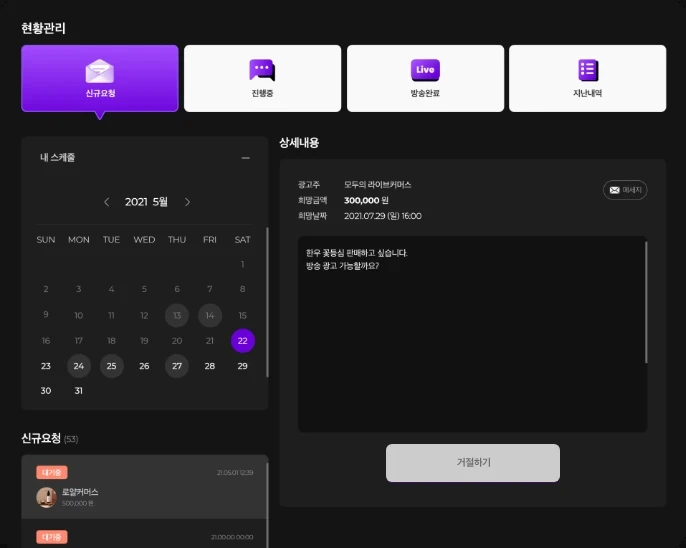 현황관리
신규요청
진행중
Live
방송완료
지난내역
내 스케줄
2021 5월
SUN MON TUE WED THU FRI SAT
1
2 3 4 5 6 7 8
9 10 11 12 13 14 15
16 17 18 19 20 21 22
23 24 25 26 27 28 29
30 31
신규요청 (53)
대기중 21.05.01 12:39
로얄커머스
500,000 원
대기중 21.00.00 00:00
상세내용
광고주 모두의 라이브커머스
희망금액 300,000 원
희망날짜 2021.07.29 (일) 16:00
메세지
한우 꽃등심 판매하고 싶습니다.
방송 광고 가능할까요?
거절하기